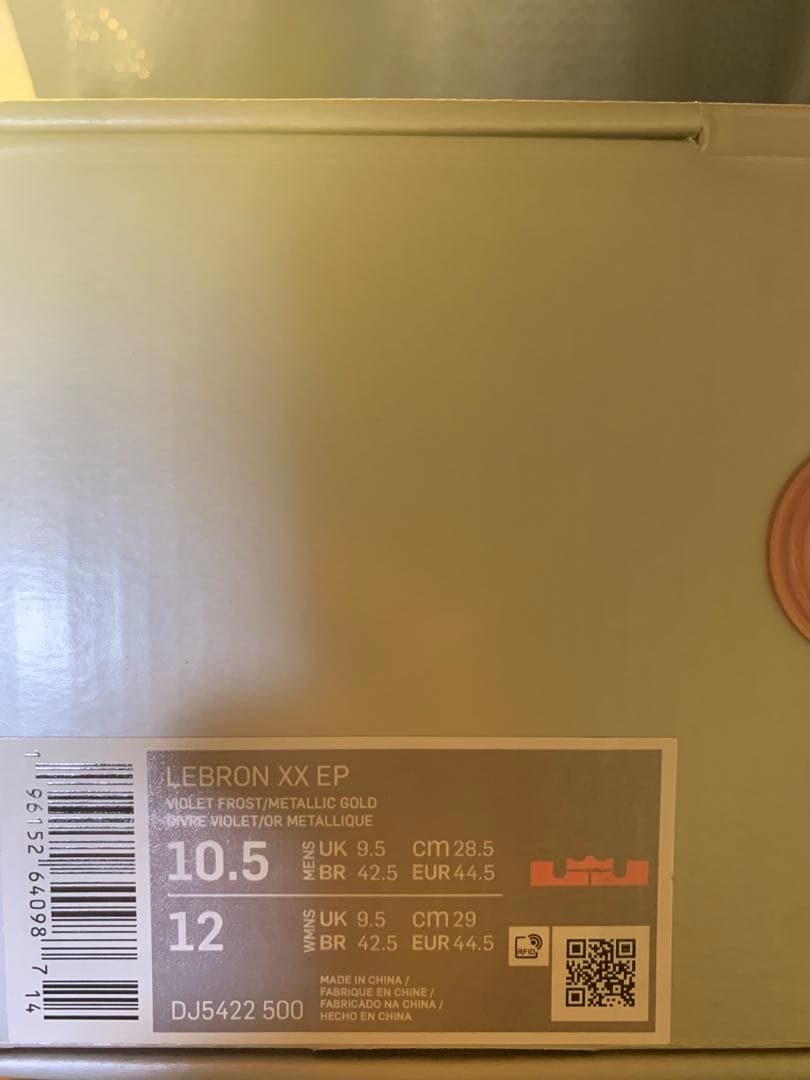 LEBRON XX EP
VIOLET FROST/METALLIC GOLD
GIVRE VIOLET/OR METALLIQUE
10.5 MENS UK 9.5 cm 28.5
BR 42.5 EUR 44.5
12 WMNS UK 9.5 cm 29
BR 42.5 EUR 44.5
RFID
DJ5422 500
MADE IN CHINA /
FABRIQUE EN CHINE /
FABRICADO NA CHINA /
HECHO EN CHINA
1 96152 64098 7 14